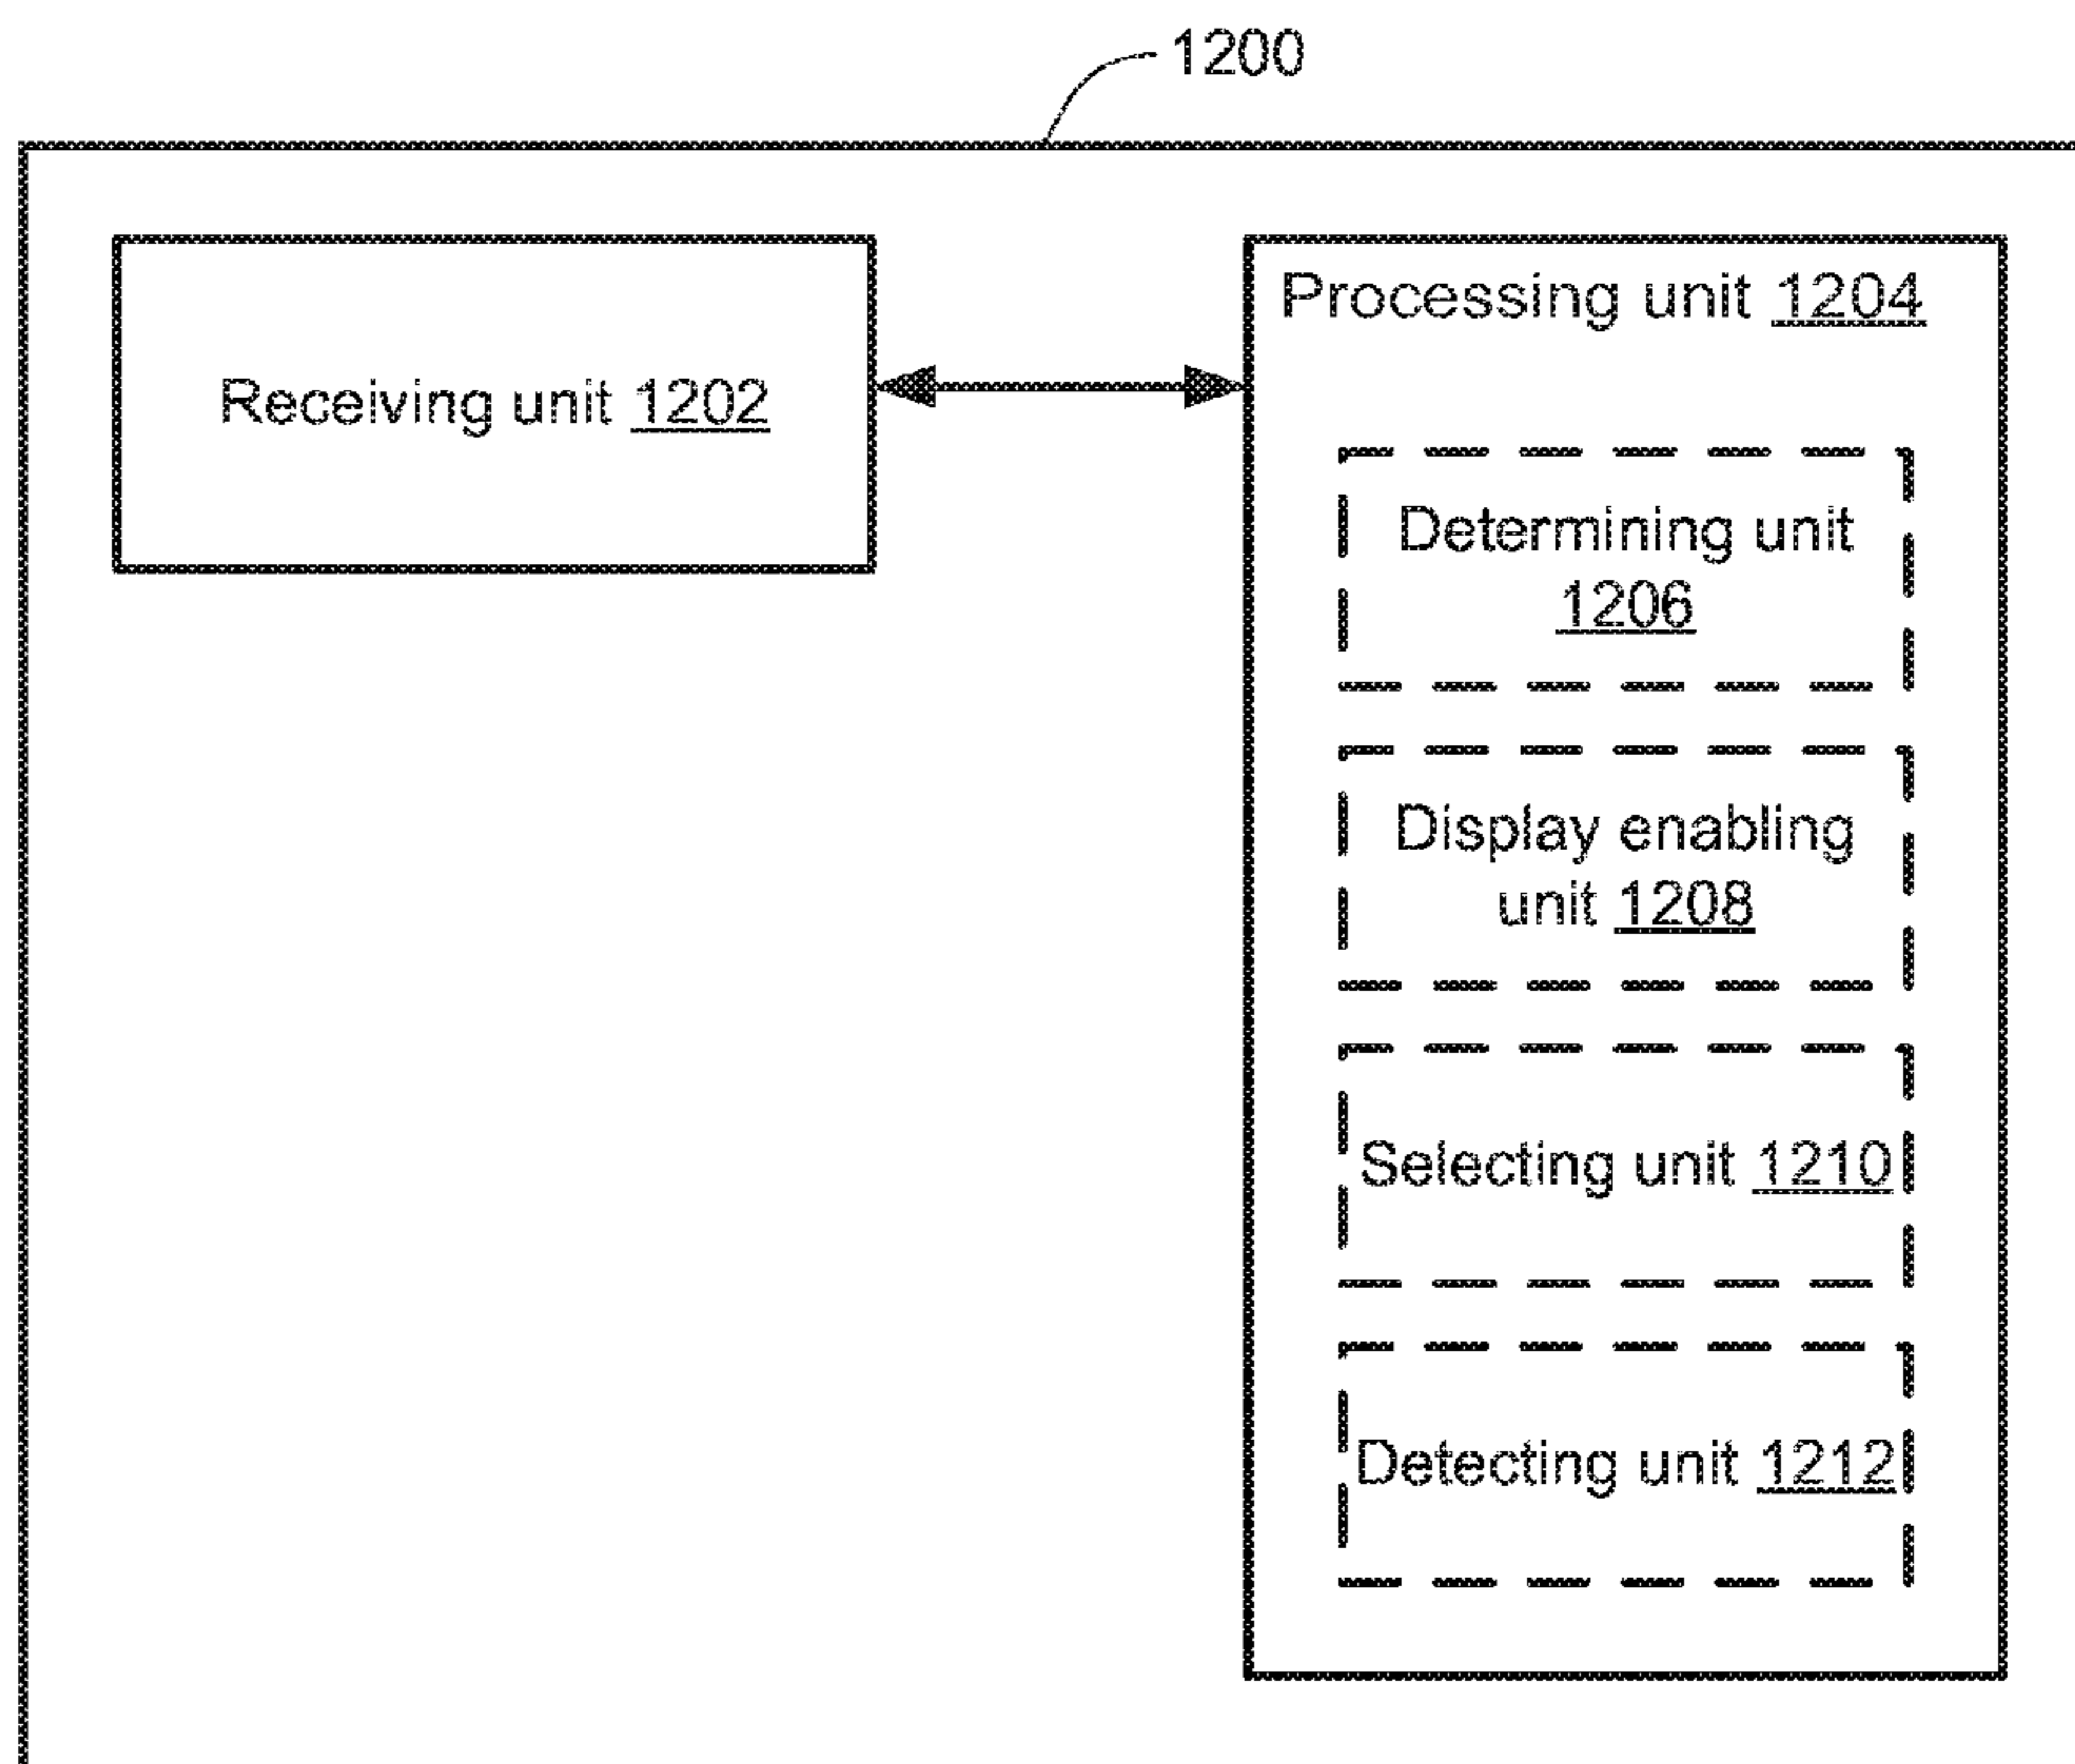 1200
Receiving unit 1202
Processing unit 1204
Determining unit
1206
Display enabling
unit 1208
Selecting unit 1210
Detecting unit 1212